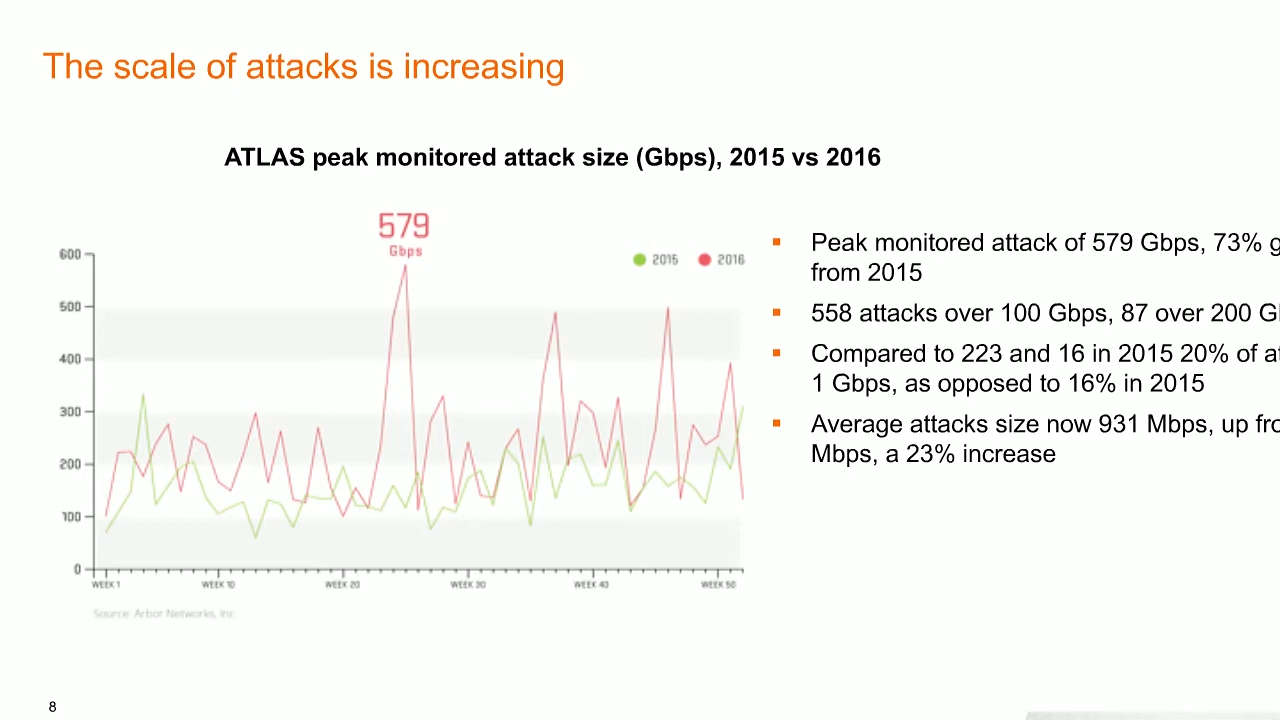 The scale of attacks is increasing
ATLAS peak monitored attack size (Gbps), 2015 vs 2016
579
Gbps
2015 2016
600
500
400
300
200
100
0
WEEK 1 WEEK 10 WEEK 20 WEEK 30 WEEK 40 WEEK 50
Source: Arbor Networks, Inc.
Peak monitored attack of 579 Gbps, 73%
from 2015
558 attacks over 100 Gbps, 87 over 200
Compared to 223 and 16 in 2015 20% of
1 Gbps, as opposed to 16% in 2015
Average attacks size now 931 Mbps, up
Mbps, a 23% increase
8